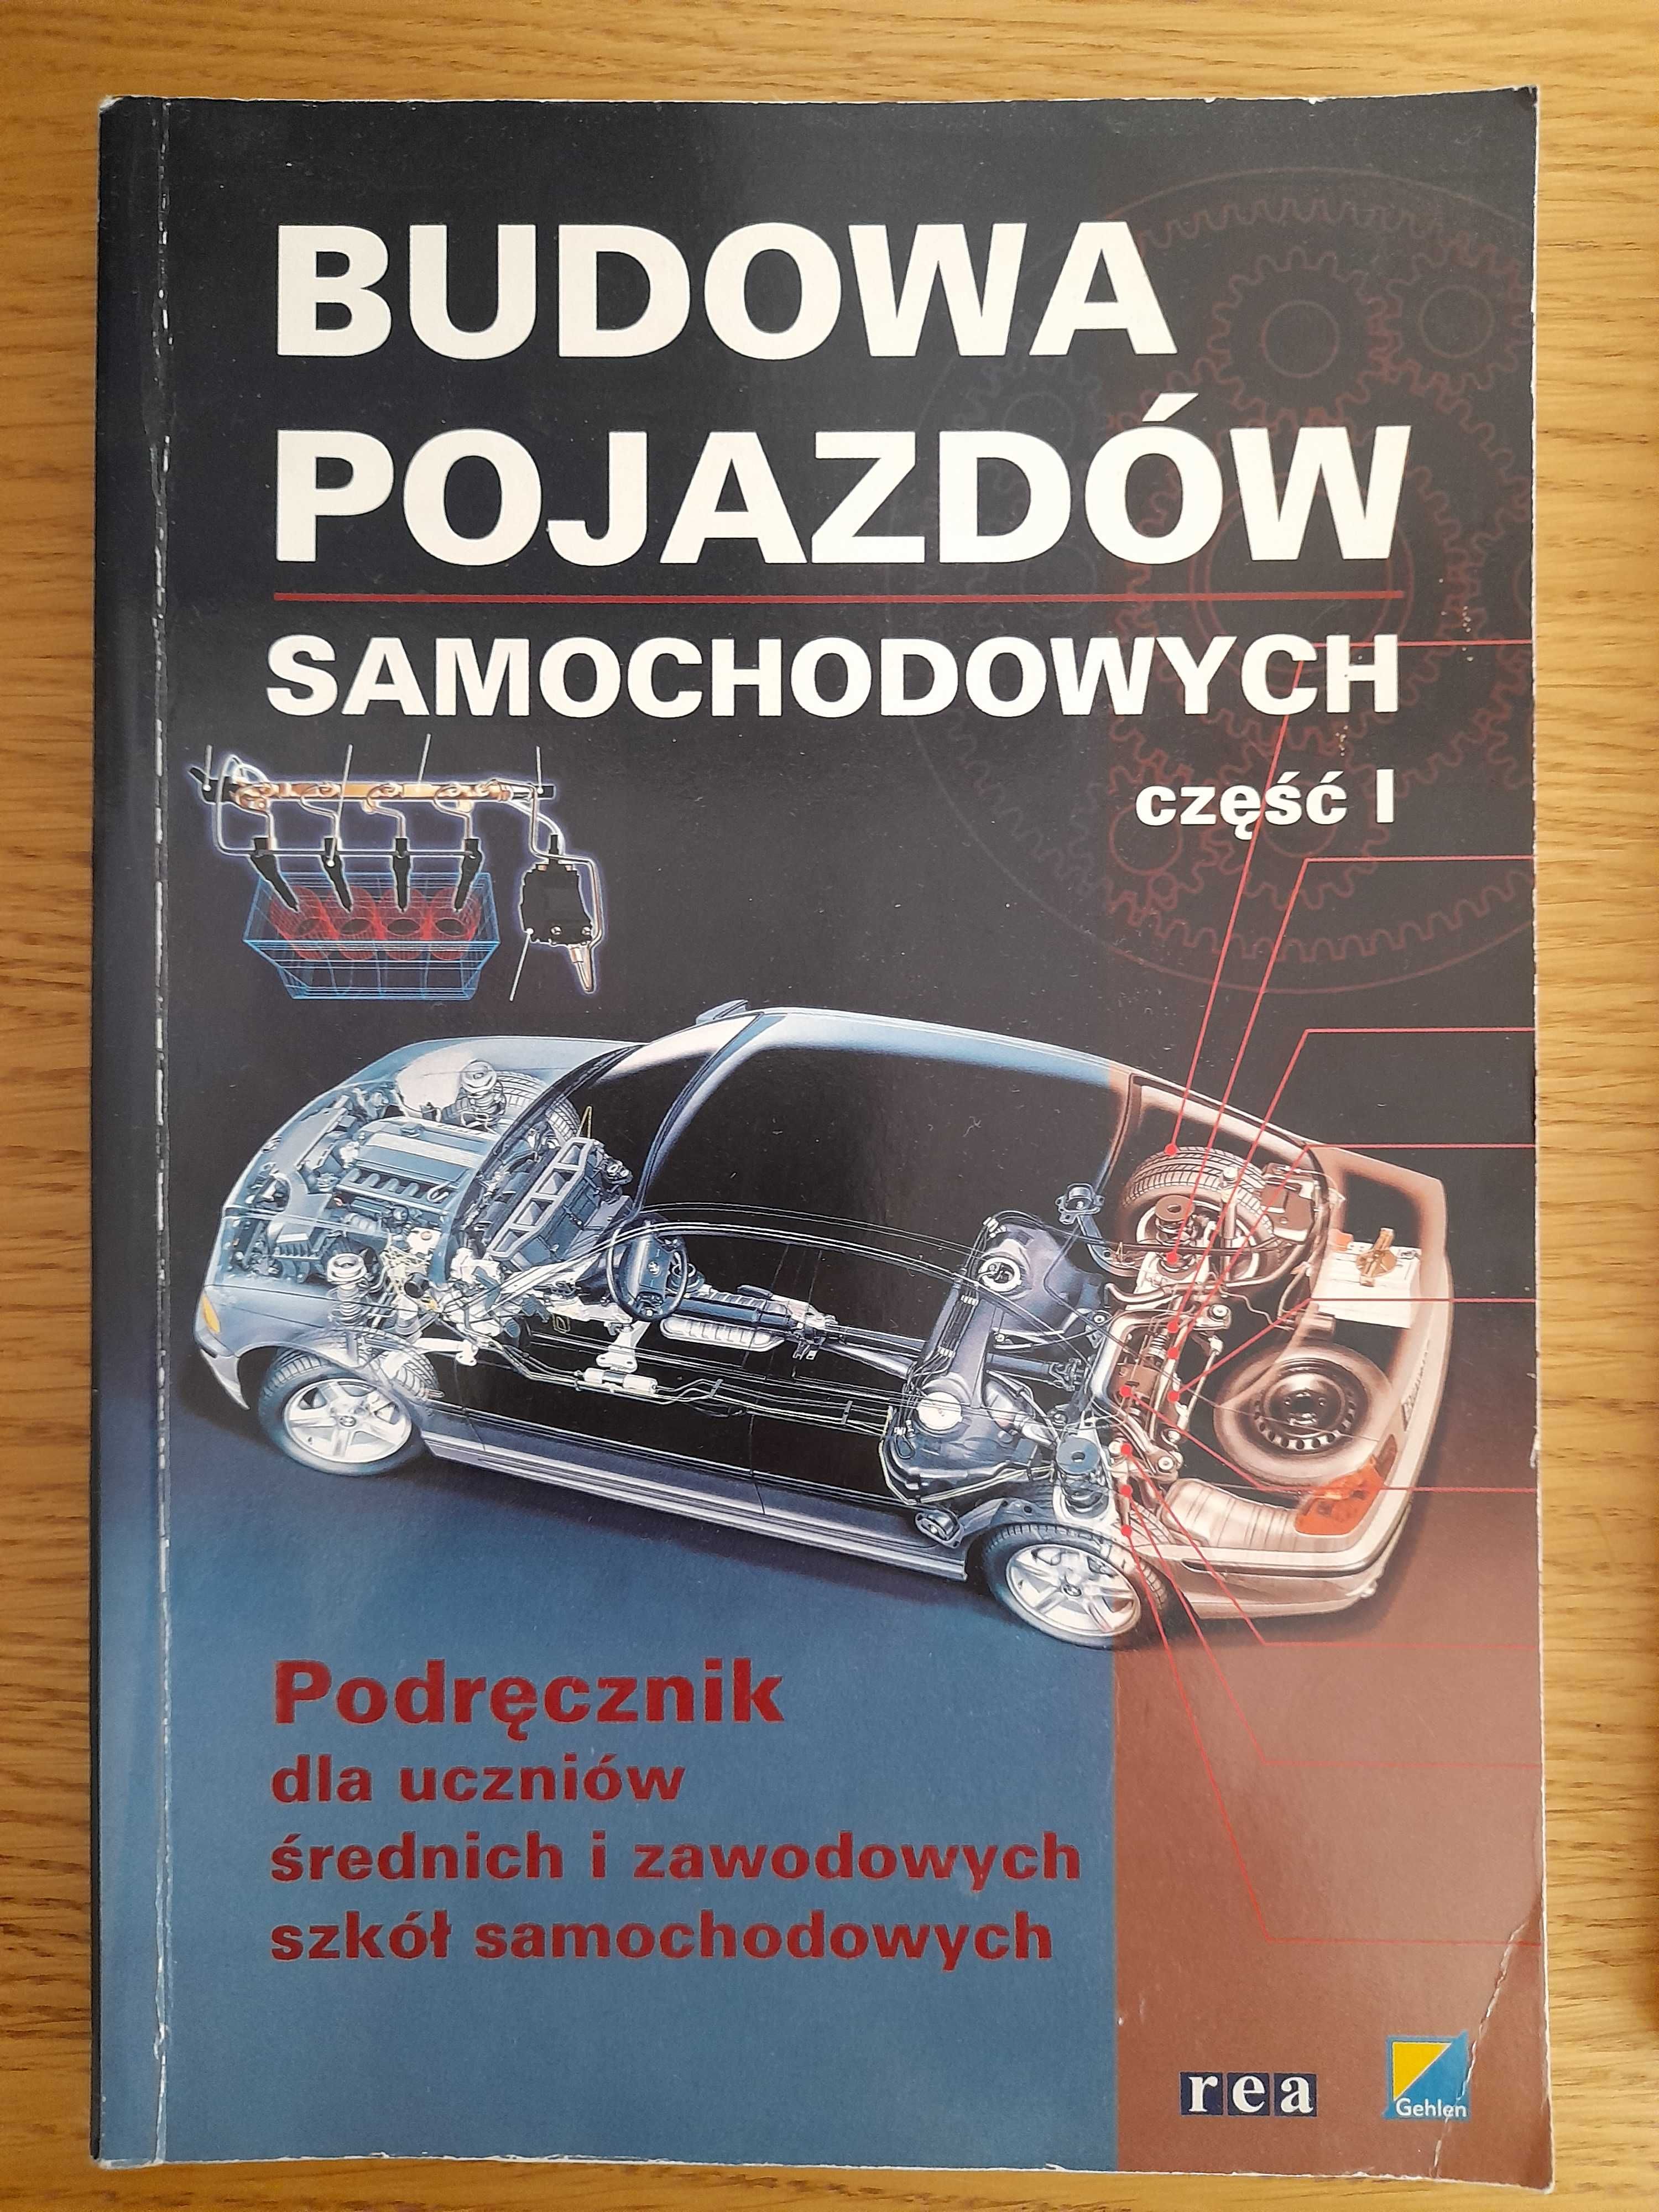 BUDOWA
POJAZDÓW
SAMOCHODOWYCH
część I
Podręcznik
dla uczniów
średnich i zawodowych
szkół samochodowych
rea
Gehlen